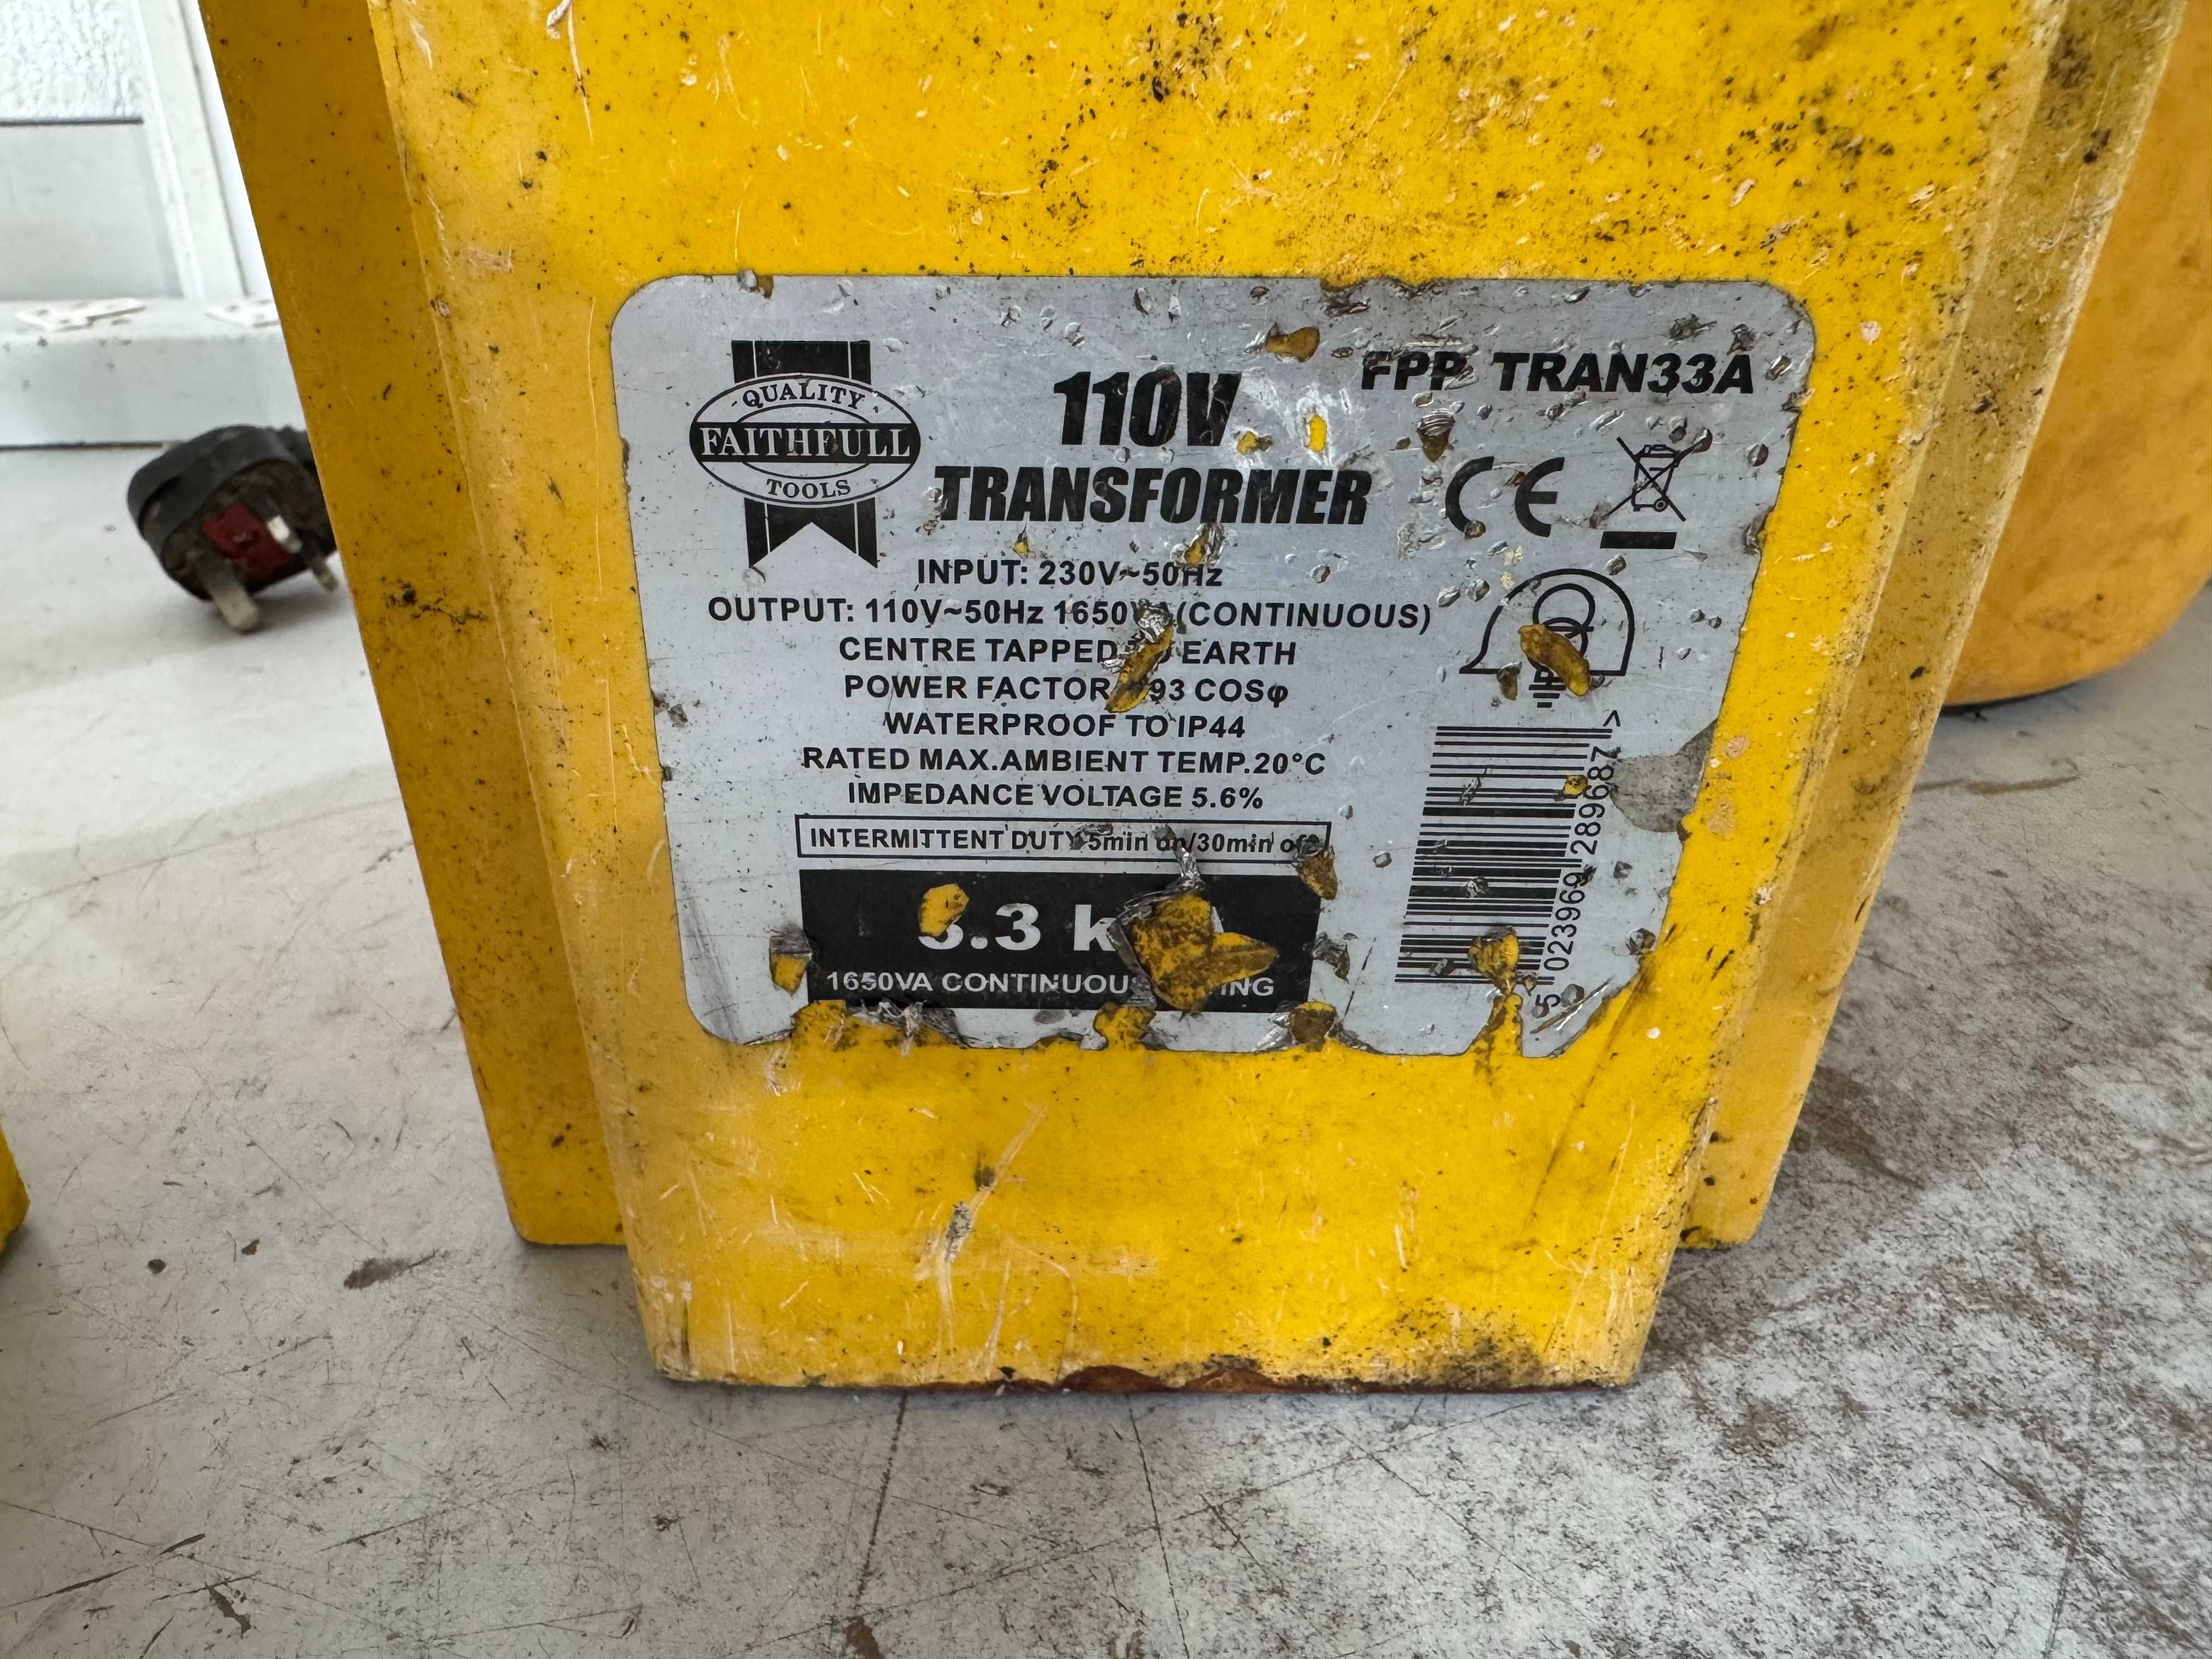 QUALITY
FAITHFULL
TOOLS
110V
TRANSFORMER
FPP TRAN33A
CE
INPUT: 230V~50Hz
OUTPUT: 110V~50Hz 1650VA(CONTINUOUS)
CENTRE TAPPED EARTH
POWER FACTOR 93 COSφ
WATERPROOF TO IP44
RATED MAX.AMBIENT TEMP.20°C
IMPEDANCE VOLTAGE 5.6%
INTERMITTENT DUTY 5min on/30min off
3.3 k
1650VA CONTINUOUS
5 023969 289687 >